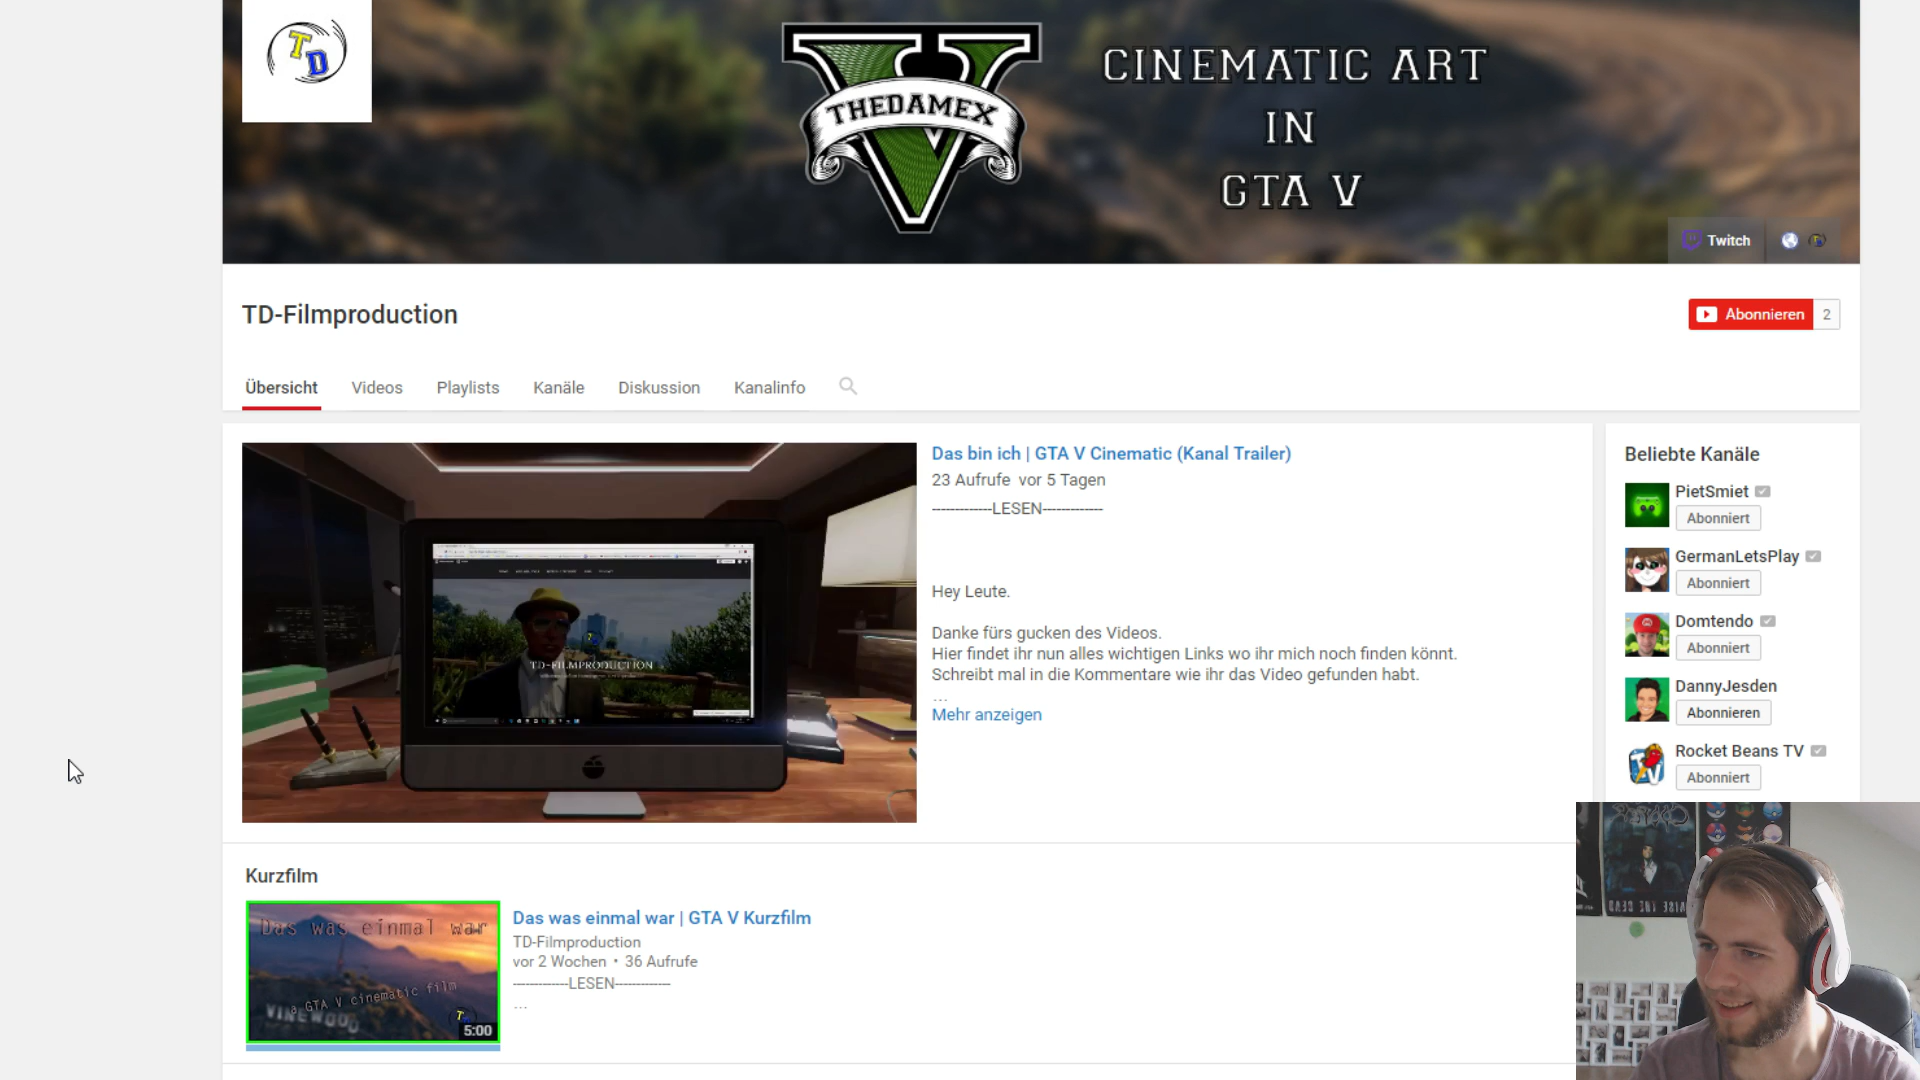 TD
THEDAMEX
CINEMATIC ART
IN
GTA V
Twitch
TD-Filmproduction
Abonnieren 2
Übersicht Videos Playlists Kanäle Diskussion Kanalinfo
TD-FILMPRODUCTION
Das bin ich | GTA V Cinematic (Kanal Trailer)
23 Aufrufe vor 5 Tagen
-------------LESEN-------------
Hey Leute.
Danke fürs gucken des Videos.
Hier findet ihr nun alles wichtigen Links wo ihr mich noch finden könnt.
Schreibt mal in die Kommentare wie ihr das Video gefunden habt.
...
Mehr anzeigen
Beliebte Kanäle
PietSmiet
Abonniert
GermanLetsPlay
Abonniert
Domtendo
Abonniert
DannyJesden
Abonnieren
Rocket Beans TV
Abonniert
Kurzfilm
Das was einmal war
a GTA V cinematic film
VINEWOOD
5:00
Das was einmal war | GTA V Kurzfilm
TD-Filmproduction
vor 2 Wochen • 36 Aufrufe
-------------LESEN-------------
...